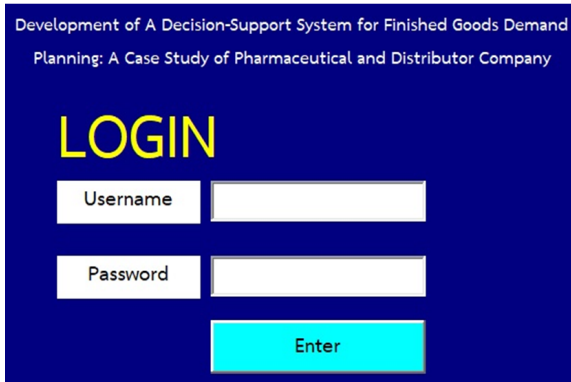 Development of A Decision-Support System for Finished Goods Demand
Planning: A Case Study of Pharmaceutical and Distributor Company
LOGIN
Username
Password
Enter